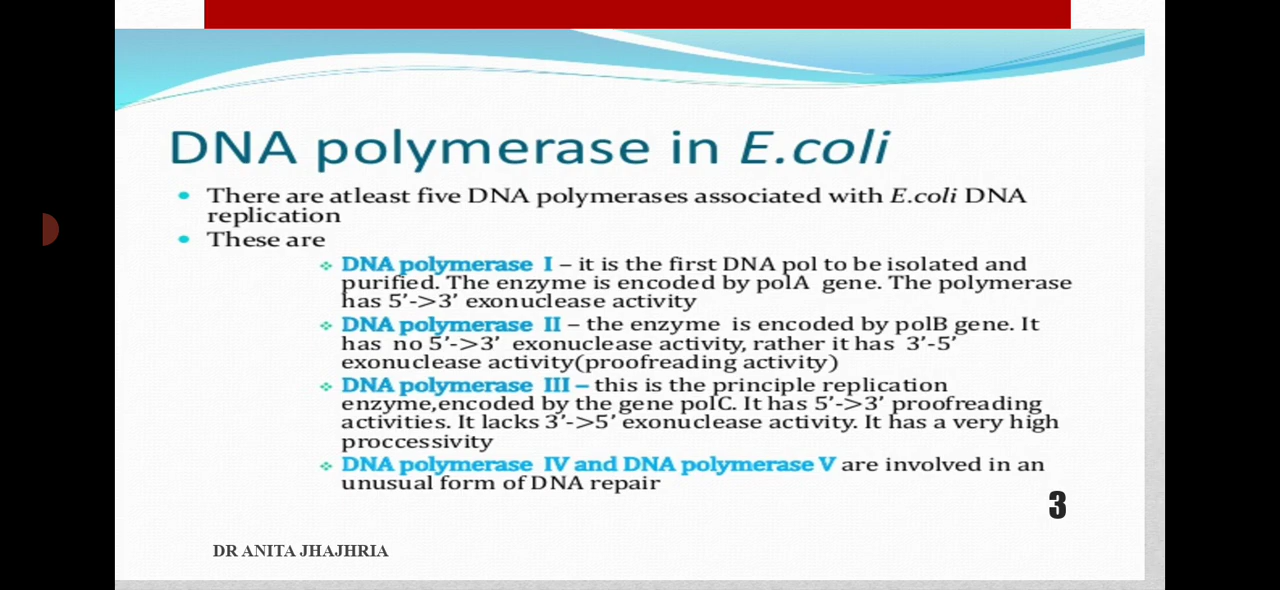 DNA polymerase in E.coli
• There are atleast five DNA polymerases associated with E.coli DNA
replication
• These are
❖ DNA polymerase I – it is the first DNA pol to be isolated and
purified. The enzyme is encoded by polA gene. The polymerase
has 5’->3’ exonuclease activity
❖ DNA polymerase II – the enzyme is encoded by polB gene. It
has no 5’->3’ exonuclease activity, rather it has 3’-5’
exonuclease activity(proofreading activity)
❖ DNA polymerase III – this is the principle replication
enzyme,encoded by the gene polC. It has 5’->3’ proofreading
activities. It lacks 3’->5’ exonuclease activity. It has a very high
proccessivity
❖ DNA polymerase IV and DNA polymerase V are involved in an
unusual form of DNA repair
3
DR ANITA JHAJHRIA